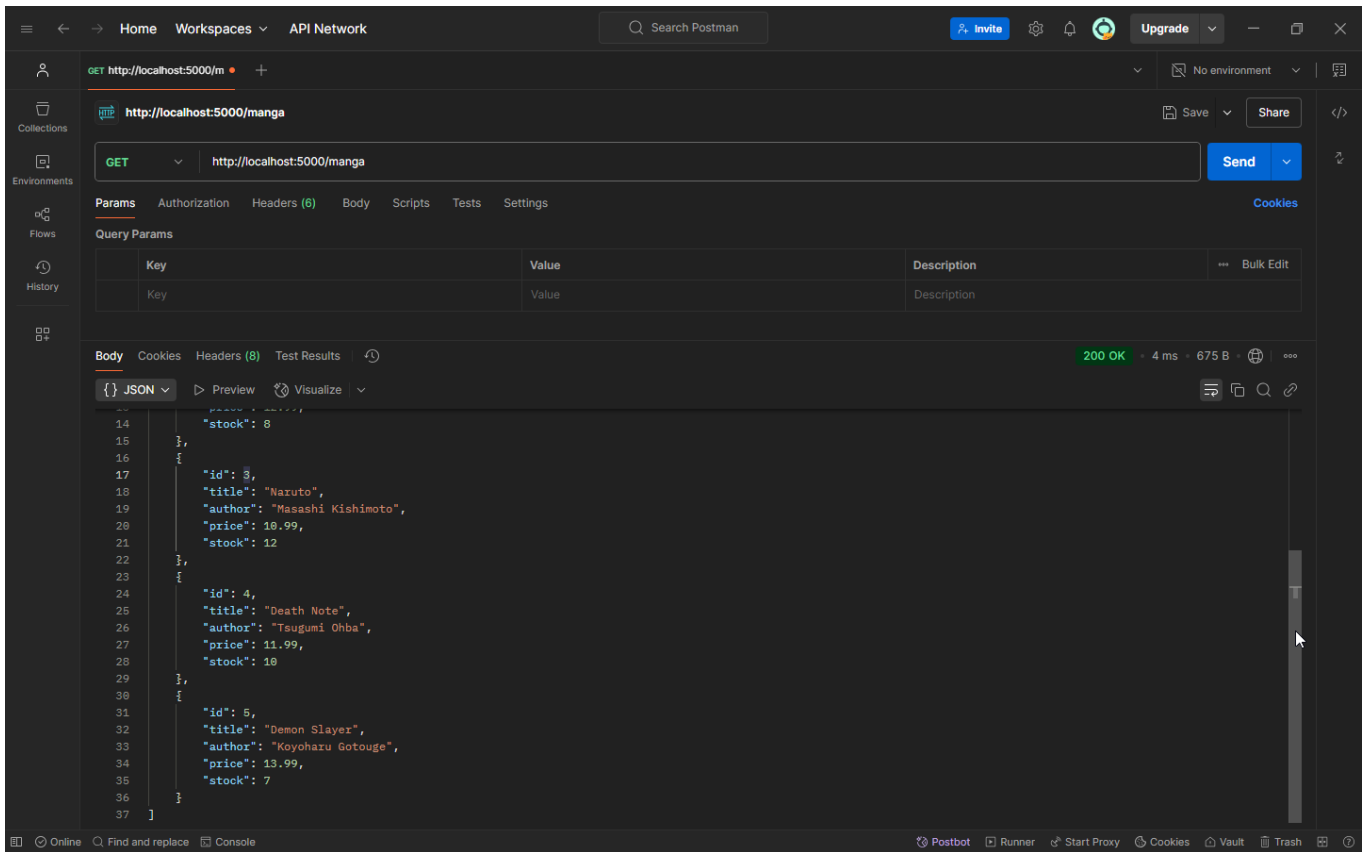 Home Workspaces API Network Search Postman Invite Upgrade
GET http://localhost:5000/m No environment
HTTP http://localhost:5000/manga Save Share
Collections
GET http://localhost:5000/manga Send
Environments
Params Authorization Headers (6) Body Scripts Tests Settings Cookies
Flows
Query Params
Key Value Description Bulk Edit
History
Key Value Description
Body Cookies Headers (8) Test Results 200 OK 4 ms 675 B
{} JSON Preview Visualize
14 "stock": 8
15 },
16 {
17 "id": 3,
18 "title": "Naruto",
19 "author": "Masashi Kishimoto",
20 "price": 10.99,
21 "stock": 12
22 },
23 {
24 "id": 4,
25 "title": "Death Note",
26 "author": "Tsugumi Ohba",
27 "price": 11.99,
28 "stock": 10
29 },
30 {
31 "id": 5,
32 "title": "Demon Slayer",
33 "author": "Koyoharu Gotouge",
34 "price": 13.99,
35 "stock": 7
36 }
37 ]
Online Find and replace Console Postbot Runner Start Proxy Cookies Vault Trash